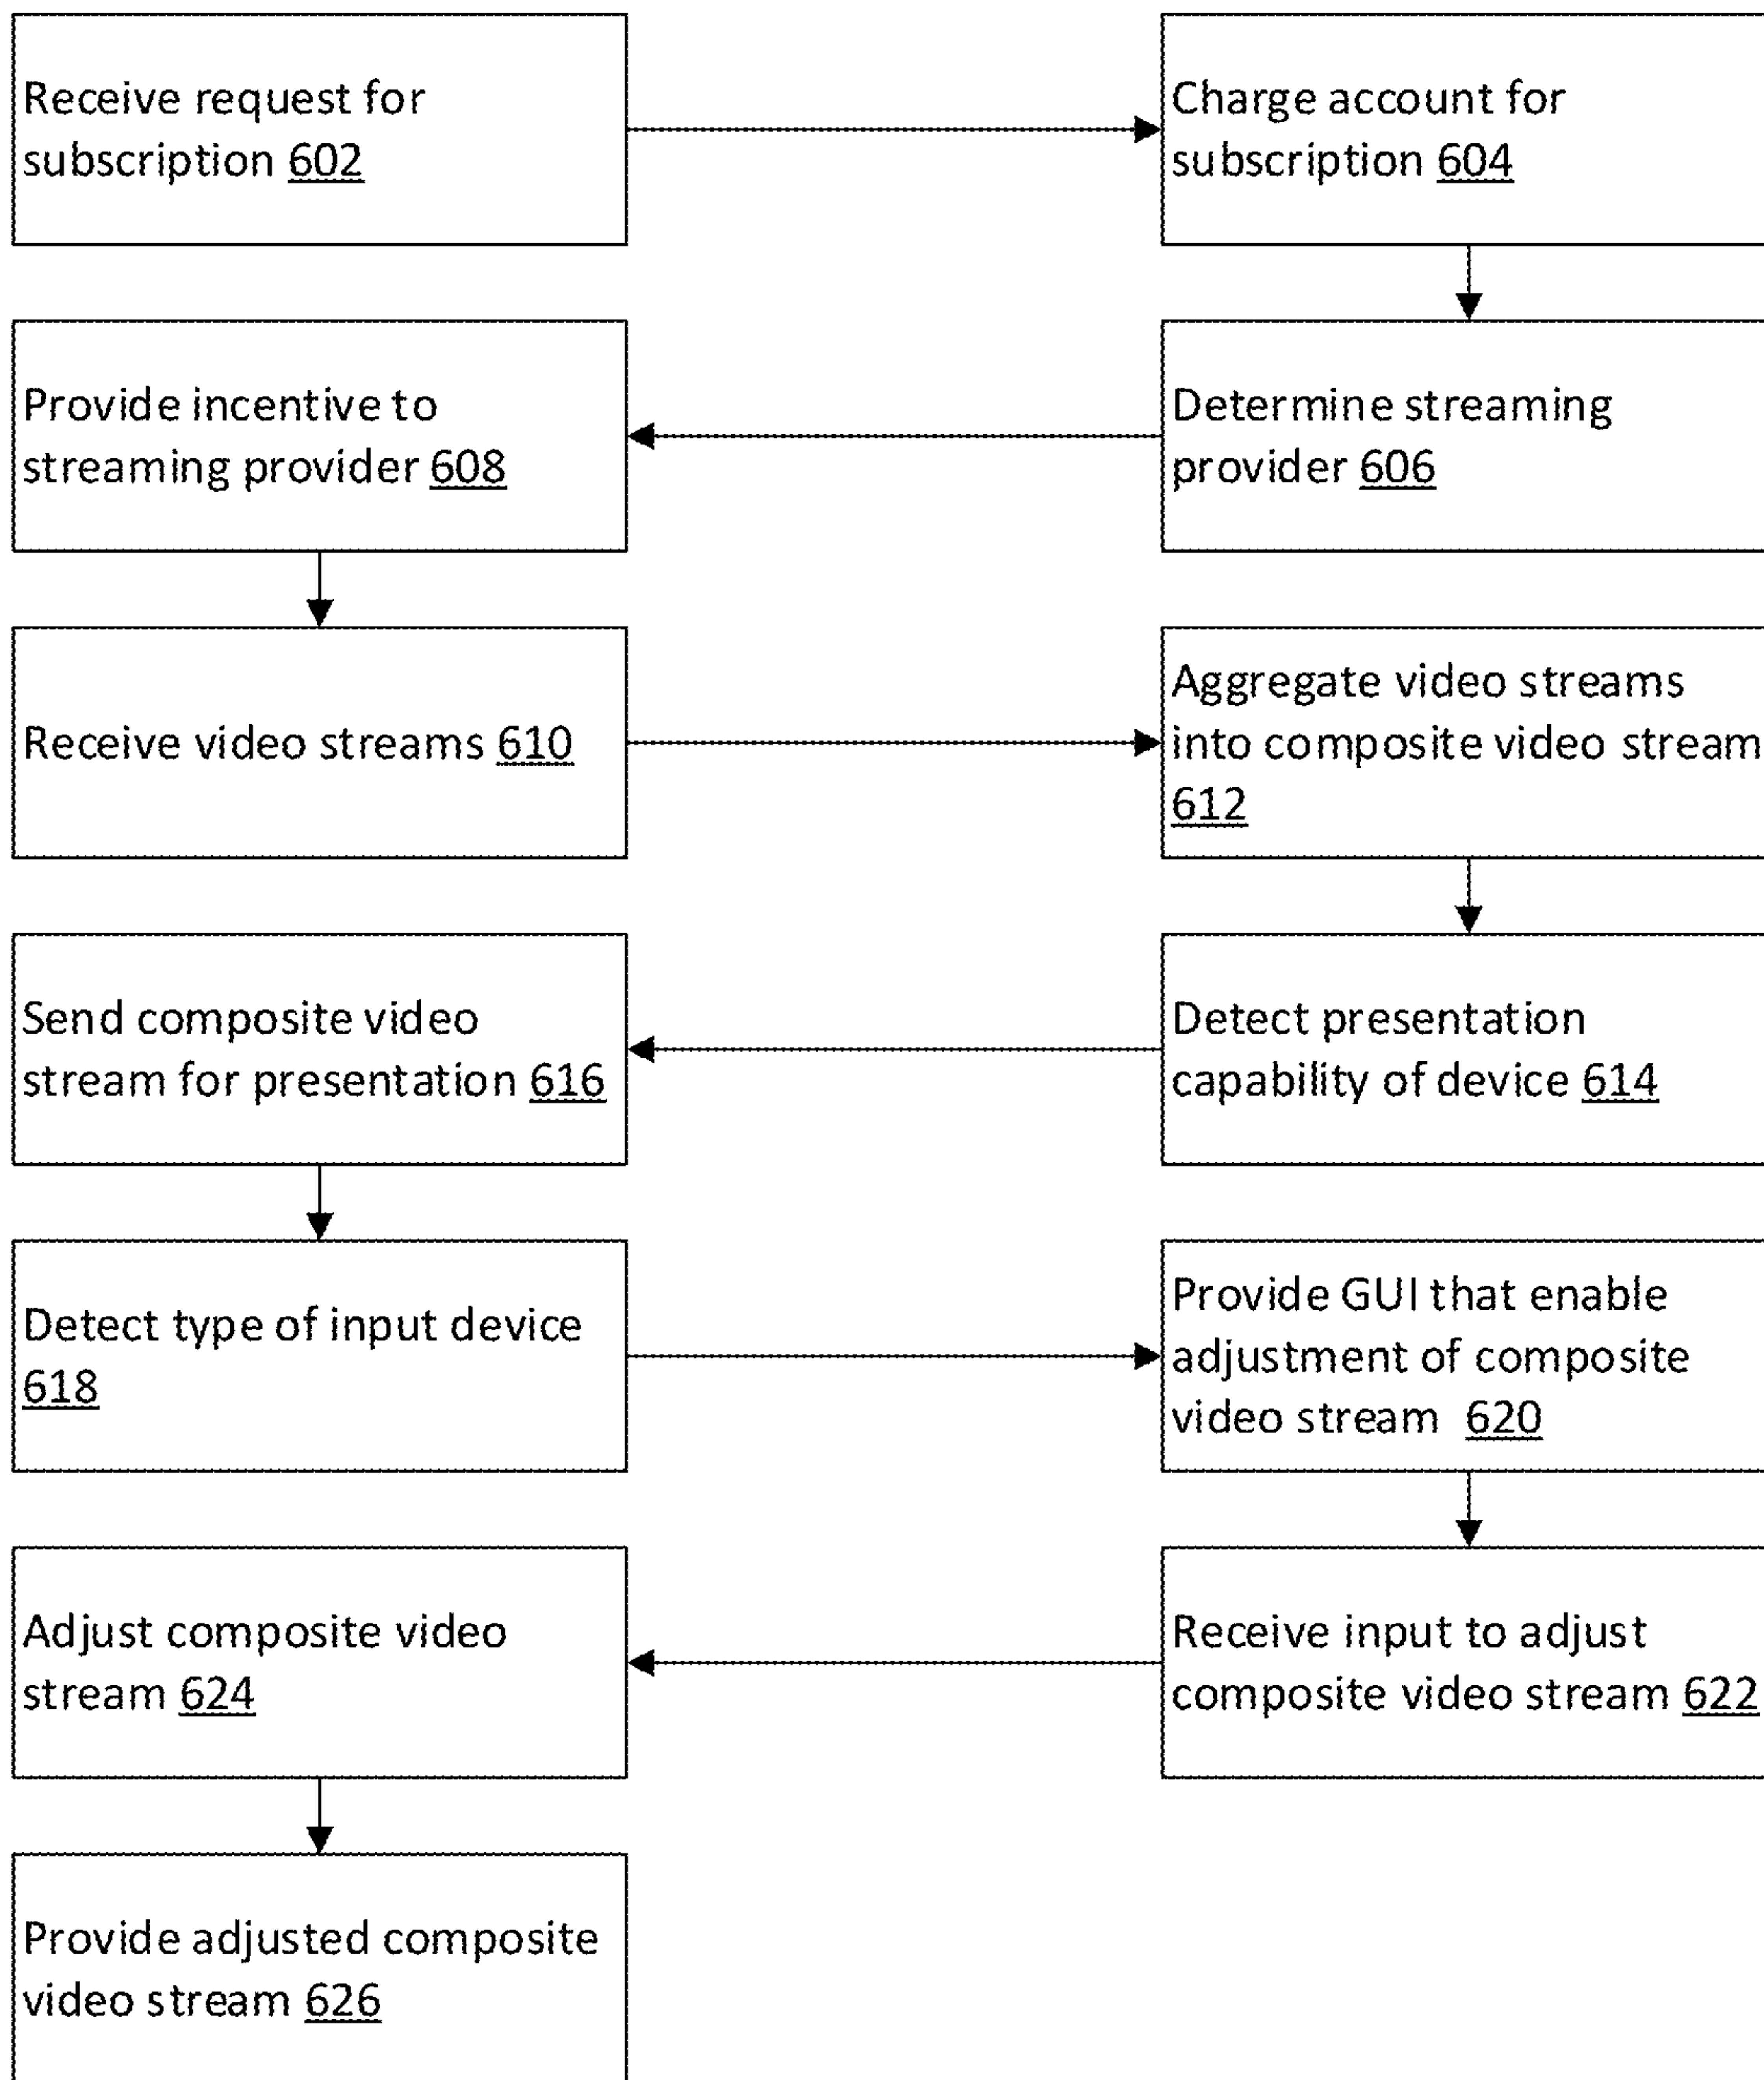 Receive request for
subscription 602
Charge account for
subscription 604
Determine streaming
provider 606
Provide incentive to
streaming provider 608
Receive video streams 610
Aggregate video streams
into composite video stream
612
Detect presentation
capability of device 614
Send composite video
stream for presentation 616
Detect type of input device
618
Provide GUI that enable
adjustment of composite
video stream 620
Receive input to adjust
composite video stream 622
Adjust composite video
stream 624
Provide adjusted composite
video stream 626